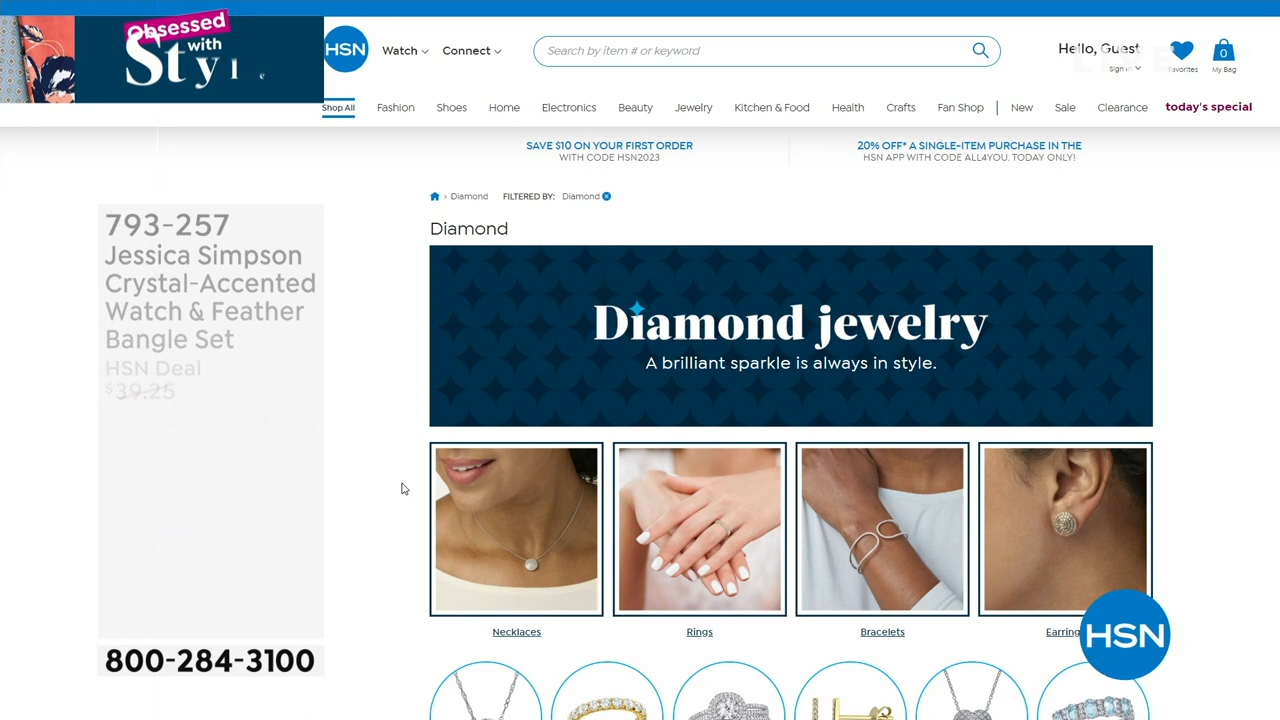 Obsessed
with
Style
HSN
Watch
Connect
Search by item # or keyword
Hello, Guest
Sign in
Favorites
0
My Bag
LIVE
Shop All
Fashion
Shoes
Home
Electronics
Beauty
Jewelry
Kitchen & Food
Health
Crafts
Fan Shop
New
Sale
Clearance
today's special
SAVE $10 ON YOUR FIRST ORDER
WITH CODE HSN2023
20% OFF* A SINGLE-ITEM PURCHASE IN THE
HSN APP WITH CODE ALL4YOU. TODAY ONLY!
> Diamond FILTERED BY: Diamond
Diamond
793-257
Jessica Simpson
Crystal-Accented
Watch & Feather
Bangle Set
HSN Deal
$39.25
Diamond jewelry
A brilliant sparkle is always in style.
Necklaces
Rings
Bracelets
Earring
HSN
800-284-3100